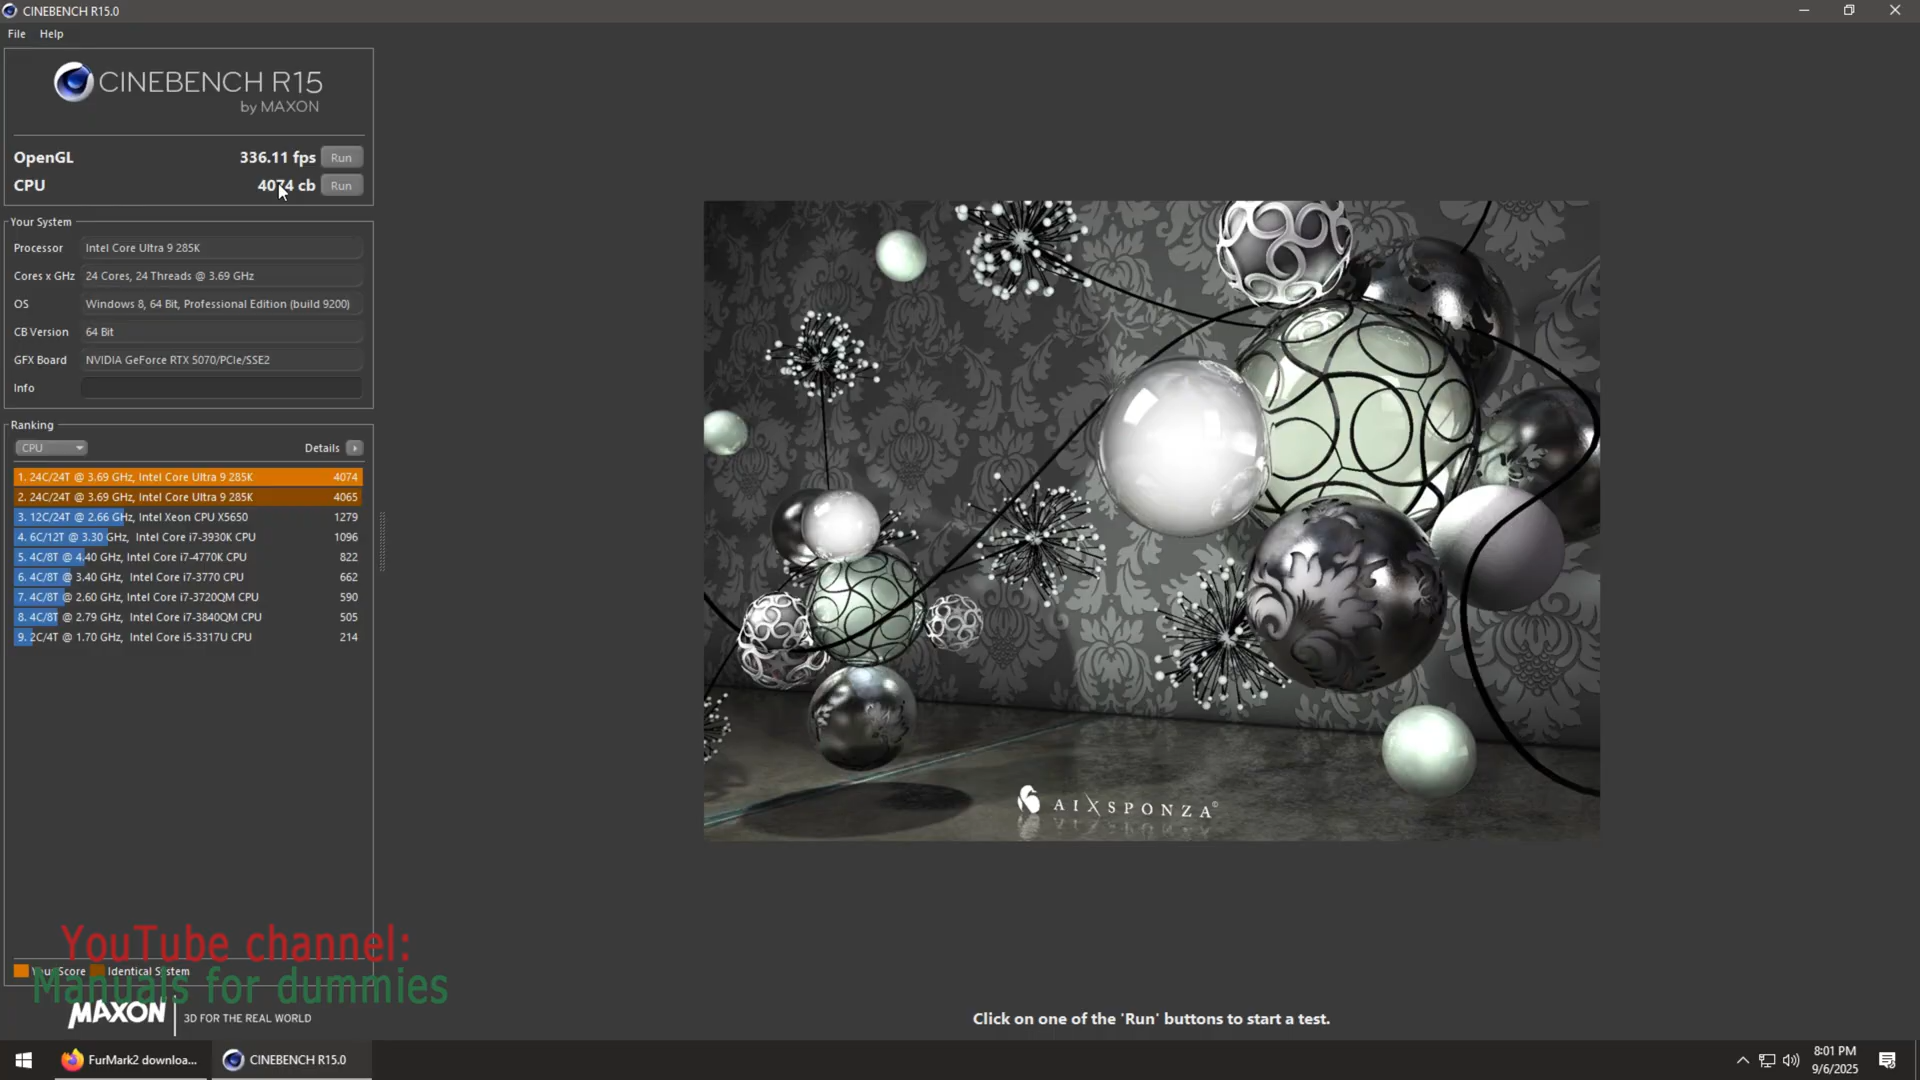 CINEBENCH R15.0
File Help
CINEBENCH R15
by MAXON
OpenGL 336.11 fps Run
CPU 4074 cb Run
Your System
Processor Intel Core Ultra 9 285K
Cores x GHz 24 Cores, 24 Threads @ 3.69 GHz
OS Windows 8, 64 Bit, Professional Edition (build 9200)
CB Version 64 Bit
GFX Board NVIDIA GeForce RTX 5070/PCIe/SSE2
Info
Ranking
CPU Details
1. 24C/24T @ 3.69 GHz, Intel Core Ultra 9 285K 4074
2. 24C/24T @ 3.69 GHz, Intel Core Ultra 9 285K 4065
3. 12C/24T @ 2.66 GHz, Intel Xeon CPU X5650 1279
4. 6C/12T @ 3.30 GHz, Intel Core i7-3930K CPU 1096
5. 4C/8T @ 4.40 GHz, Intel Core i7-4770K CPU 822
6. 4C/8T @ 3.40 GHz, Intel Core i7-3770 CPU 662
7. 4C/8T @ 2.60 GHz, Intel Core i7-3720QM CPU 590
8. 4C/8T @ 2.79 GHz, Intel Core i7-3840QM CPU 505
9. 2C/4T @ 1.70 GHz, Intel Core i5-3317U CPU 214
AIXSPONZA®
YouTube channel:
Your Score Identical System
Manuals for dummies
MAXON 3D FOR THE REAL WORLD
Click on one of the 'Run' buttons to start a test.
FurMark2 downloa... CINEBENCH R15.0
8:01 PM
9/6/2025